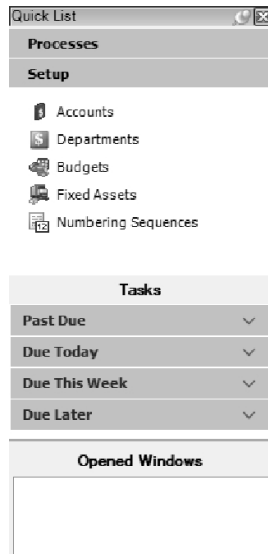 Quick List
Processes
Setup
Accounts
Departments
Budgets
Fixed Assets
Numbering Sequences
Tasks
Past Due
Due Today
Due This Week
Due Later
Opened Windows